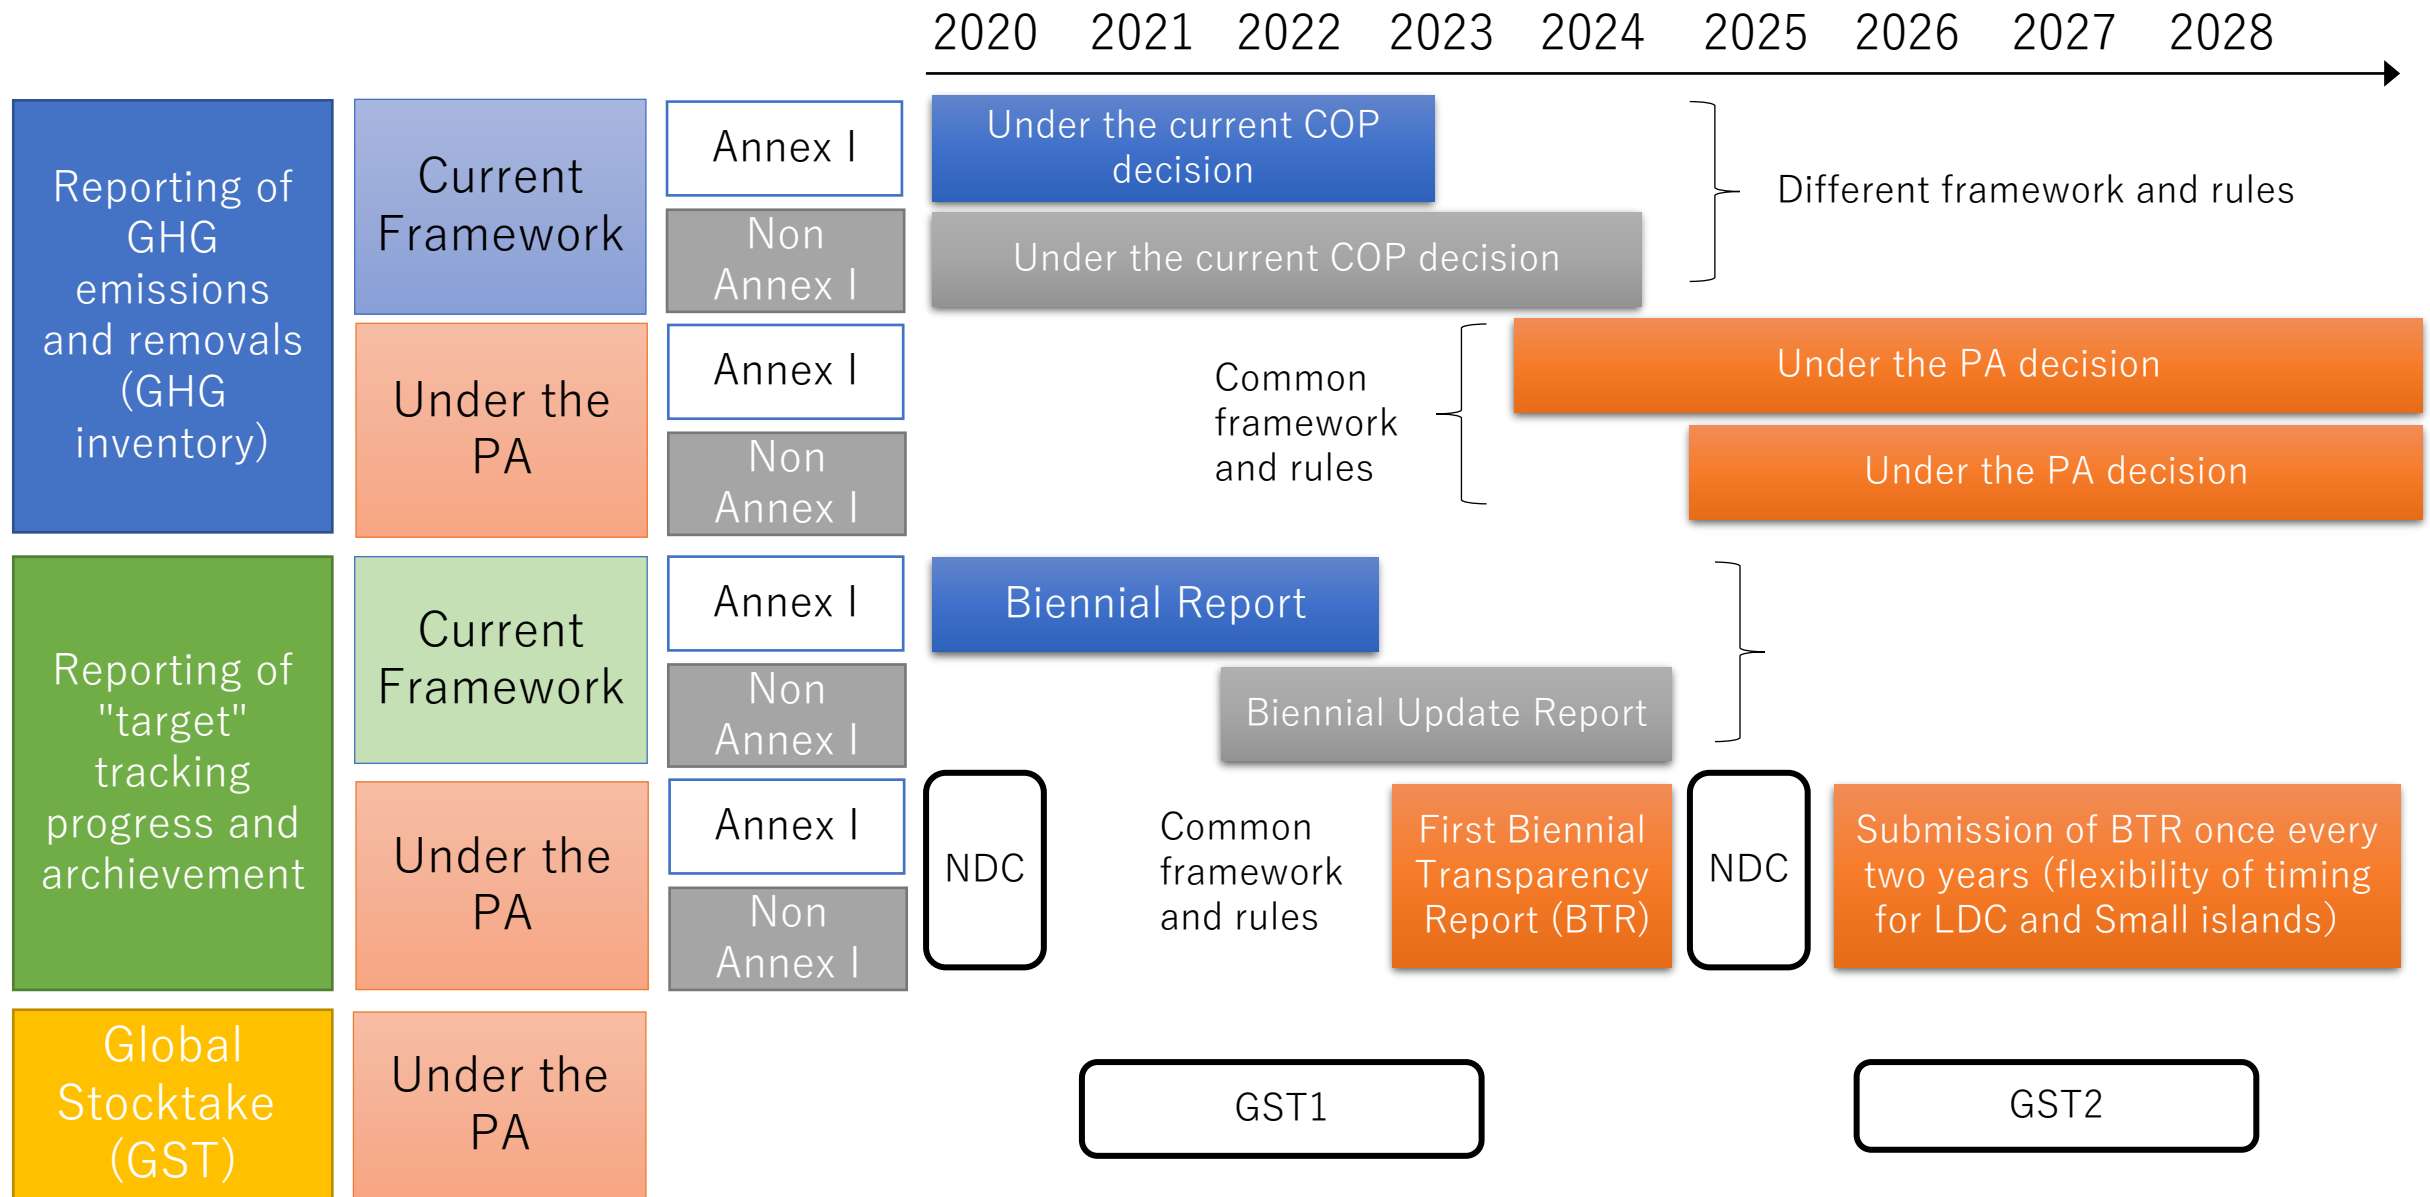 2020 2021 2022 2023 2024 2025 2026 2027 2028
Reporting of
GHG
emissions
and removals
(GHG
inventory)
Current
Framework
Annex I
Under the current COP
decision
Different framework and rules
Non
Annex I
Under the current COP decision
Under the
PA
Annex I
Under the PA decision
Common
framework
and rules
Non
Annex I
Under the PA decision
Reporting of
"target"
tracking
progress and
archievement
Current
Framework
Annex I
Biennial Report
Non
Annex I
Biennial Update Report
Under the
PA
Annex I
Non
Annex I
NDC
Common
framework
and rules
First Biennial
Transparency
Report (BTR)
NDC
Submission of BTR once every
two years (flexibility of timing
for LDC and Small islands)
Global
Stocktake
(GST)
Under the
PA
GST1
GST2